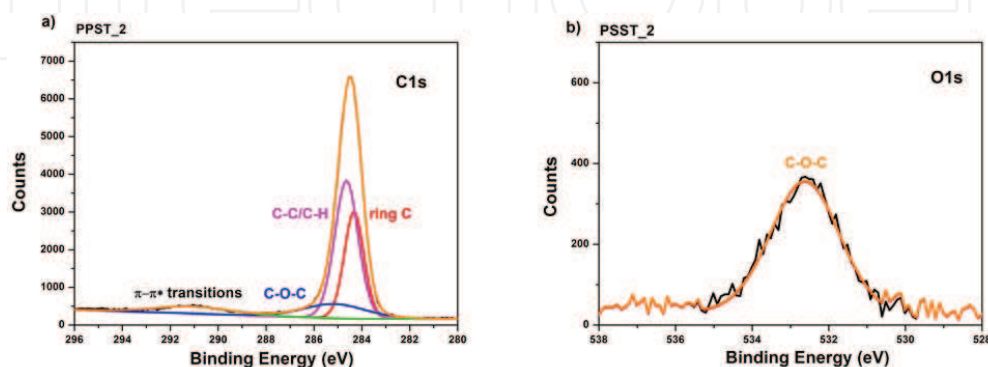 a)
PPST_2
C1s
7000
6000
5000
4000
3000
2000
1000
0
Counts
C-C/C-H
ring C
π–π* transitions
C-O-C
296 294 292 290 288 286 284 282 280
Binding Energy (eV)
b)
PSST_2
O1s
600
400
200
0
Counts
C-O-C
538 536 534 532 530 528
Binding Energy (eV)